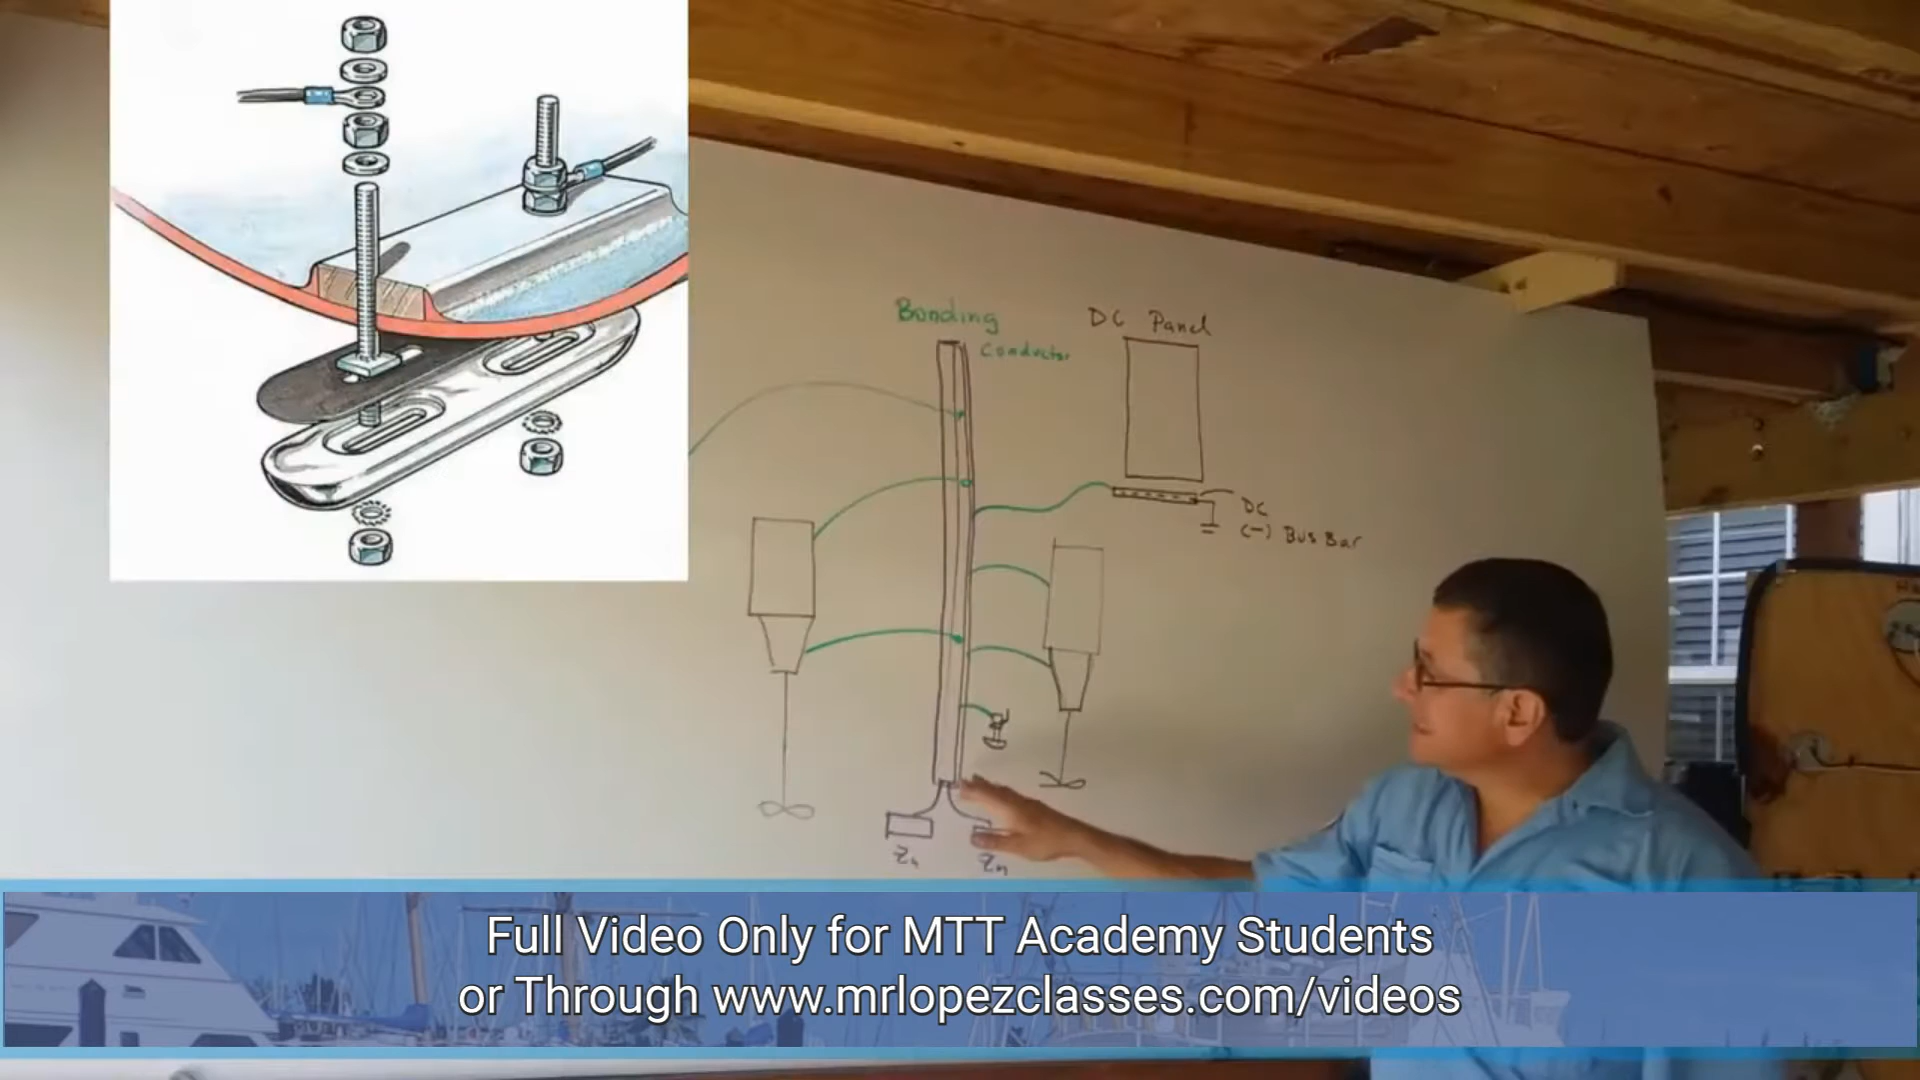 Bonding
Conductor
DC Panel
DC
(-) Bus Bar
Zn
Zn
Full Video Only for MTT Academy Students
or Through www.mrlopezclasses.com/videos